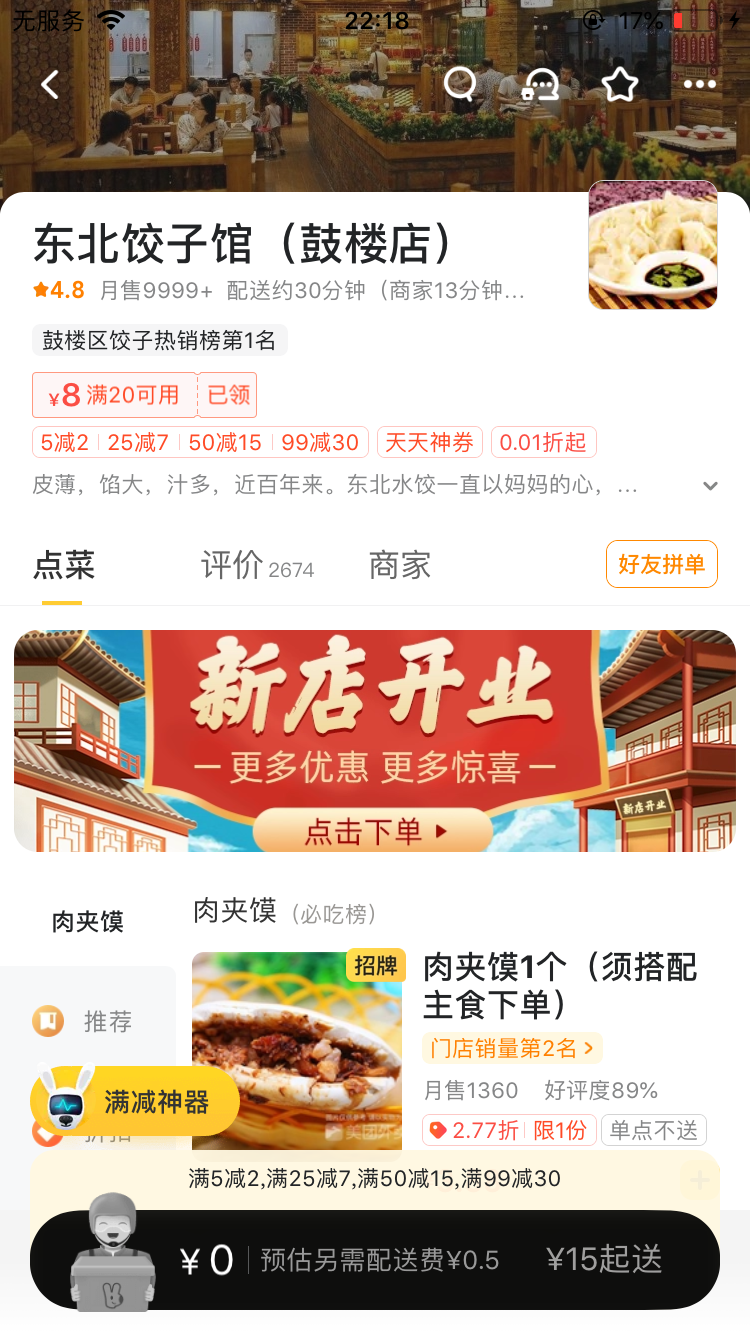 无服务 22:18 17%
东北饺子馆（鼓楼店）
4.8 月售9999+ 配送约30分钟（商家13分钟...
鼓楼区饺子热销榜第1名
¥8 满20可用 已领
5减2 25减7 50减15 99减30 天天神券 0.01折起
皮薄，馅大，汁多，近百年来。东北水饺一直以妈妈的心，...
点菜 评价 2674 商家 好友拼单
新店开业
更多优惠 更多惊喜
新店开业
点击下单
肉夹馍
肉夹馍（必吃榜）
招牌
肉夹馍1个（须搭配
主食下单）
推荐
门店销量第2名
月售1360 好评度89%
满减神器
2.77折 限1份 单点不送
折扣
满5减2,满25减7,满50减15,满99减30
¥0 预估另需配送费¥0.5 ¥15起送